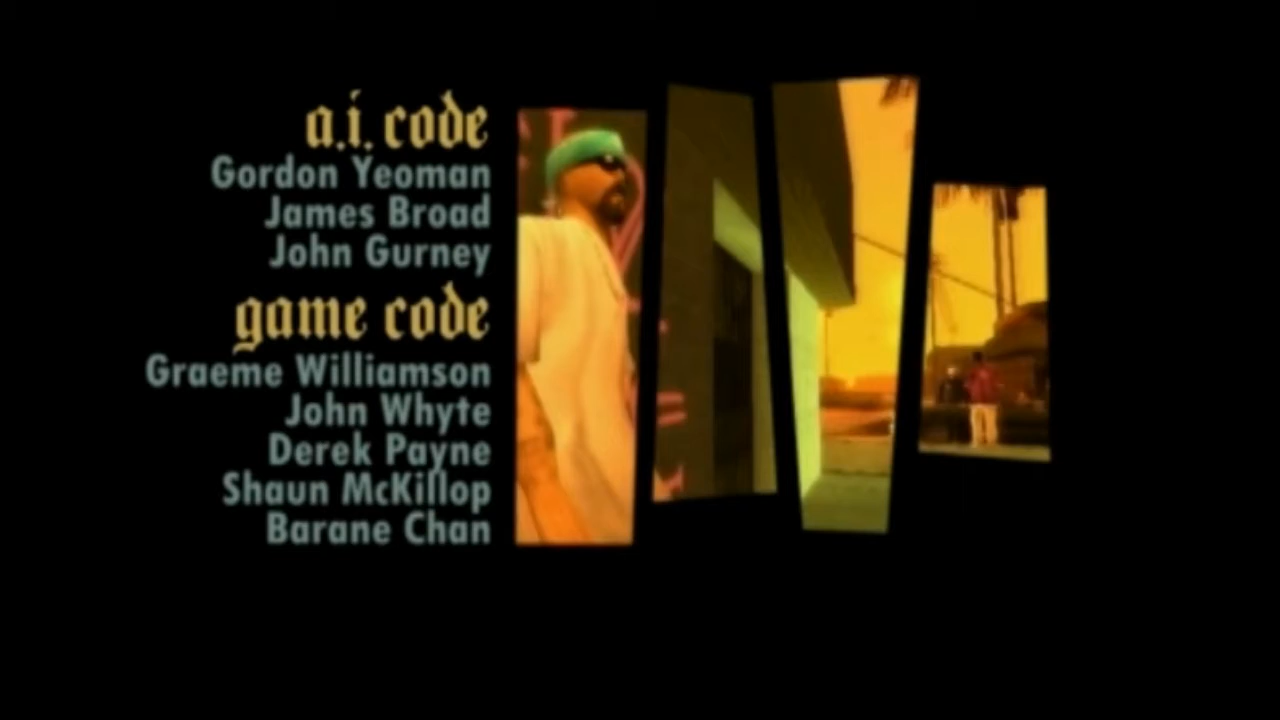 a.i. code
Gordon Yeoman
James Broad
John Gurney
game code
Graeme Williamson
John Whyte
Derek Payne
Shaun McKillop
Barane Chan